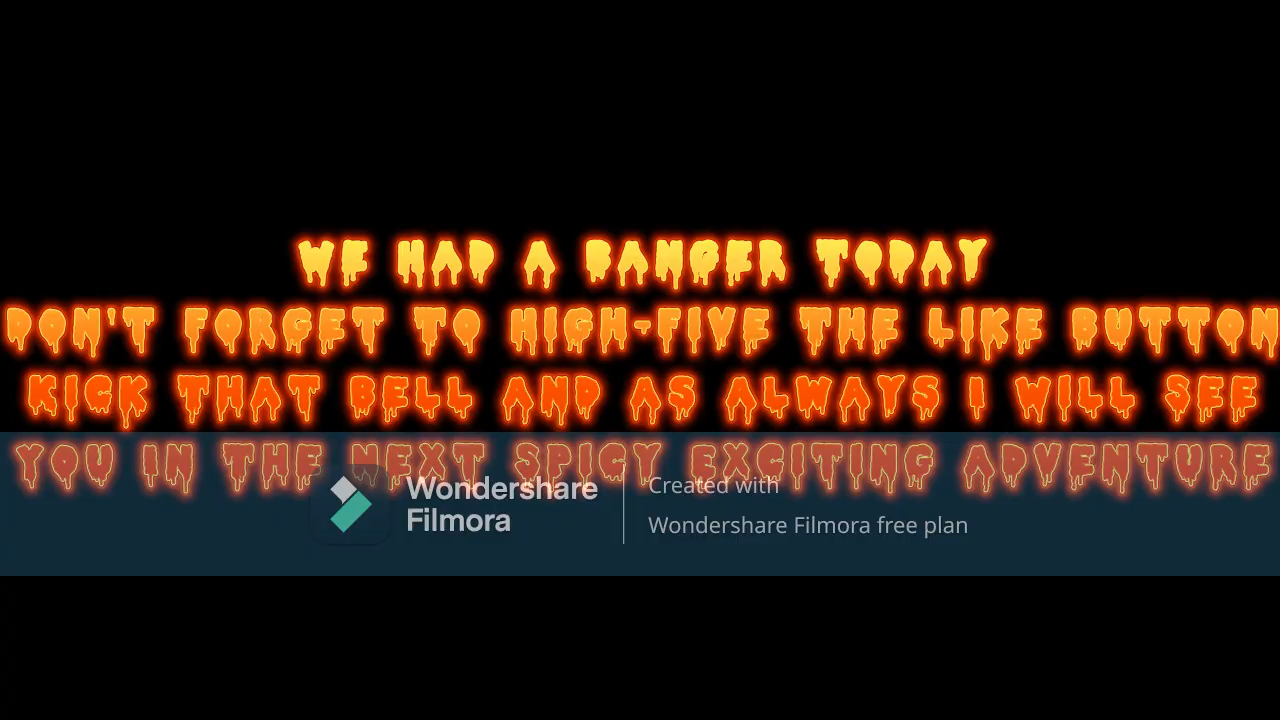 WE HAD A BANGER TODAY
DON'T FORGET TO HIGH-FIVE THE LIKE BUTTON
KICK THAT BELL AND AS ALWAYS I WILL SEE
YOU IN THE NEXT SPICY EXCITING ADVENTURE
Wondershare
Filmora
Created with
Wondershare Filmora free plan